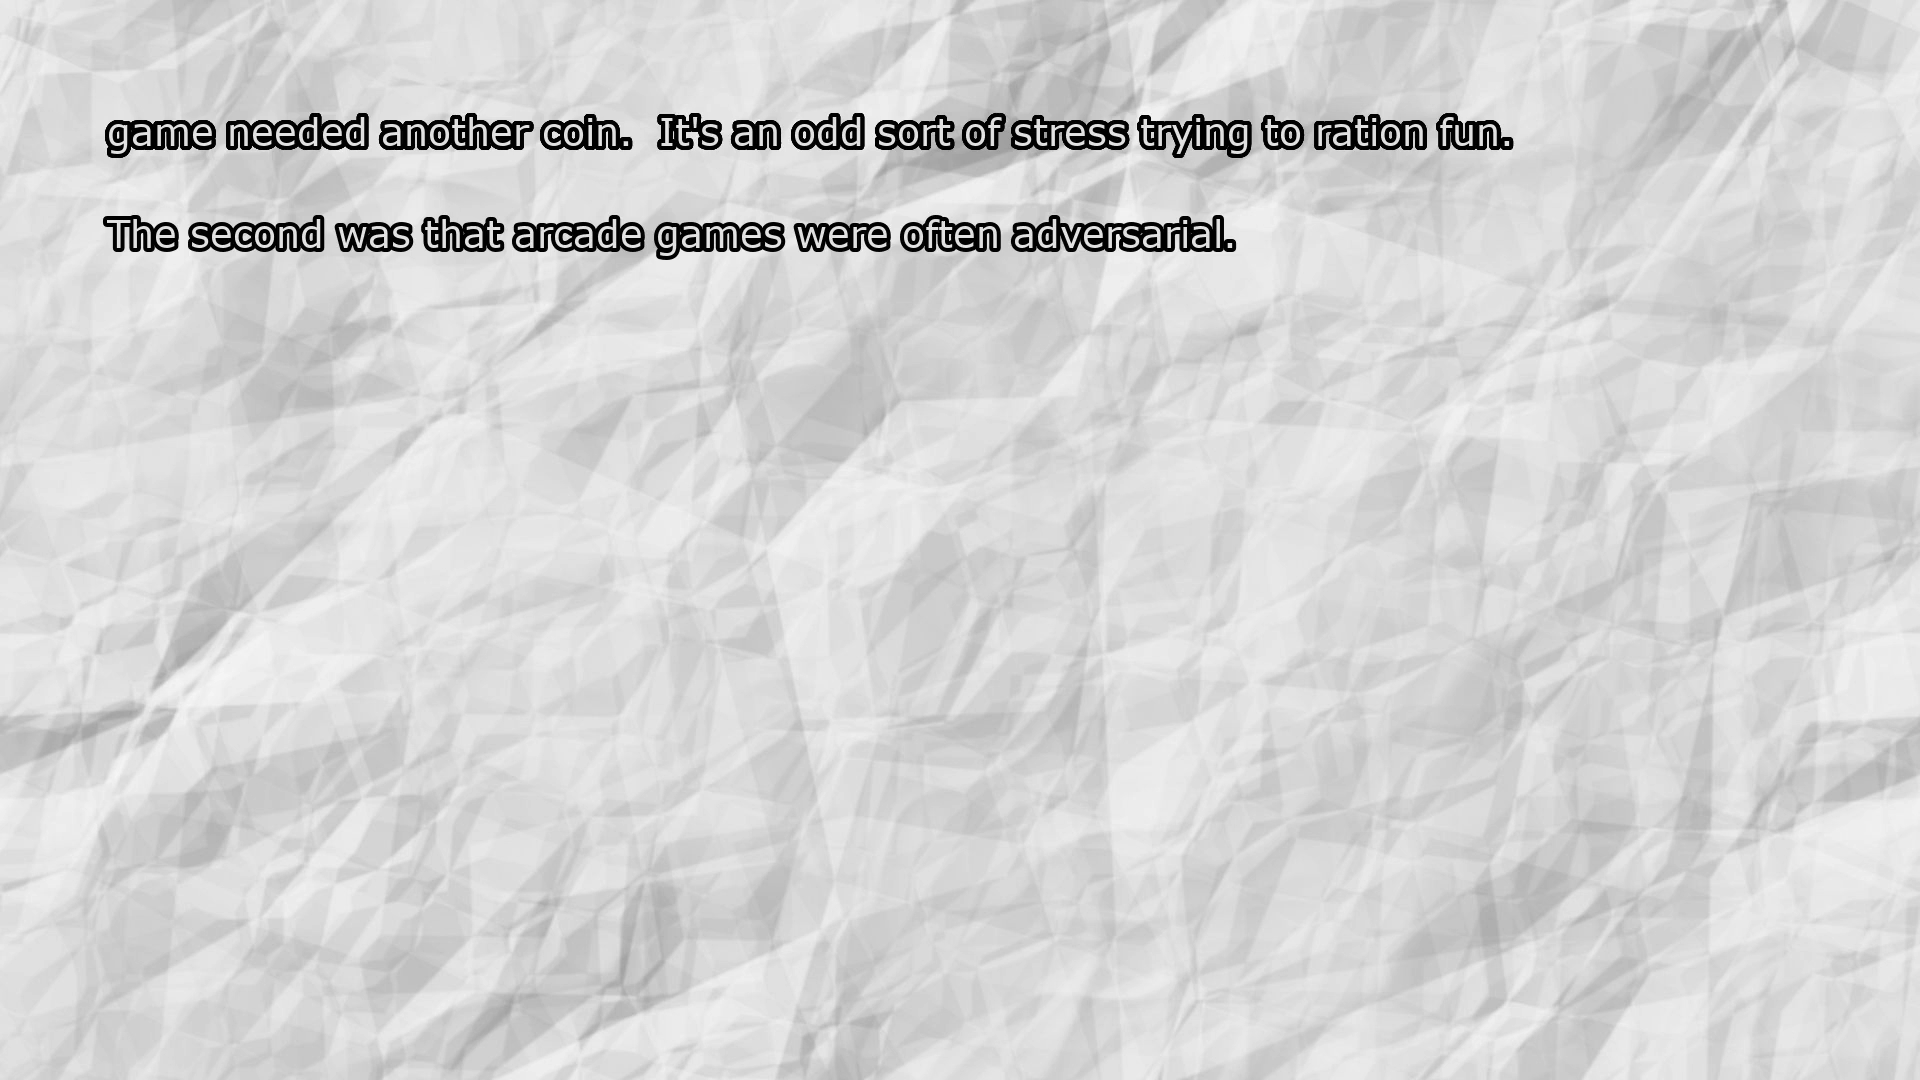 game needed another coin.  It's an odd sort of stress trying to ration fun.
The second was that arcade games were often adversarial.